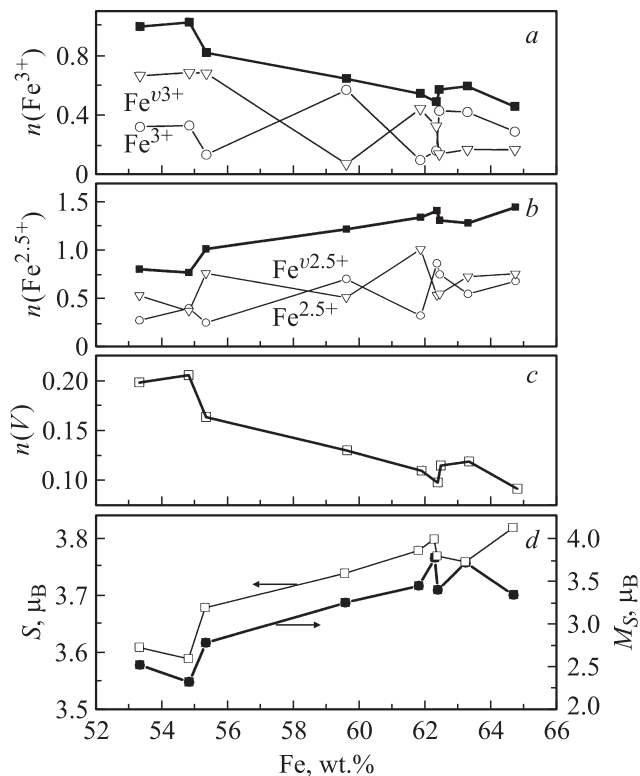 a
0.8
0.4
0
n(Fe³⁺)
Feᵛ³⁺
Fe³⁺
b
1.5
1.0
0.5
0
n(Fe²·⁵⁺)
Feᵛ²·⁵⁺
Fe²·⁵⁺
c
0.20
0.15
0.10
n(V)
d
3.8
3.7
3.6
3.5
S, μB
4.0
3.5
3.0
2.5
2.0
M_S, μB
52 54 56 58 60 62 64 66
Fe, wt.%